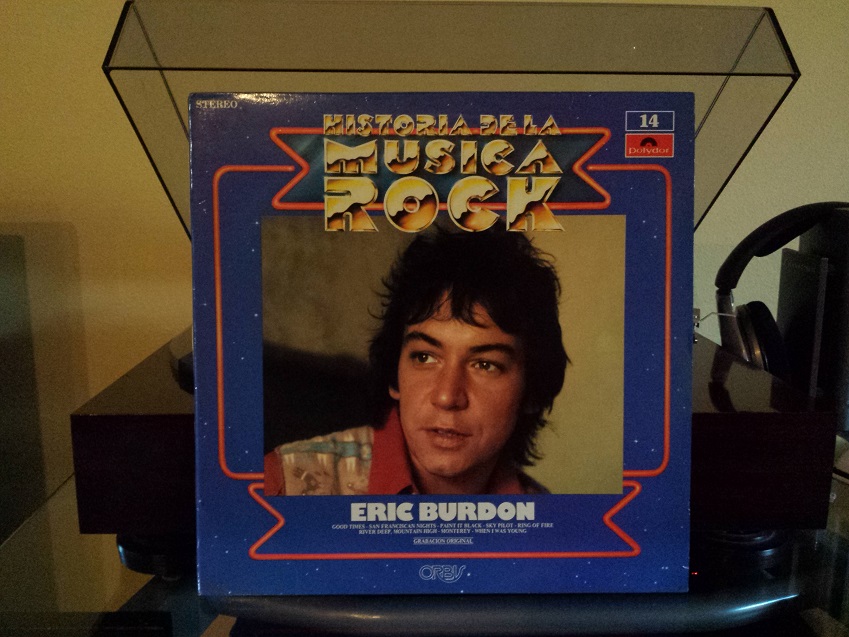 STEREO
HISTORIA DE LA
MUSICA
ROCK
14
polydor
ERIC BURDON
GOOD TIMES - SAN FRANCISCAN NIGHTS - PAINT IT BLACK - SKY PILOT - RING OF FIRE
RIVER DEEP, MOUNTAIN HIGH - MONTEREY - WHEN I WAS YOUNG
GRABACION ORIGINAL
ORBIS